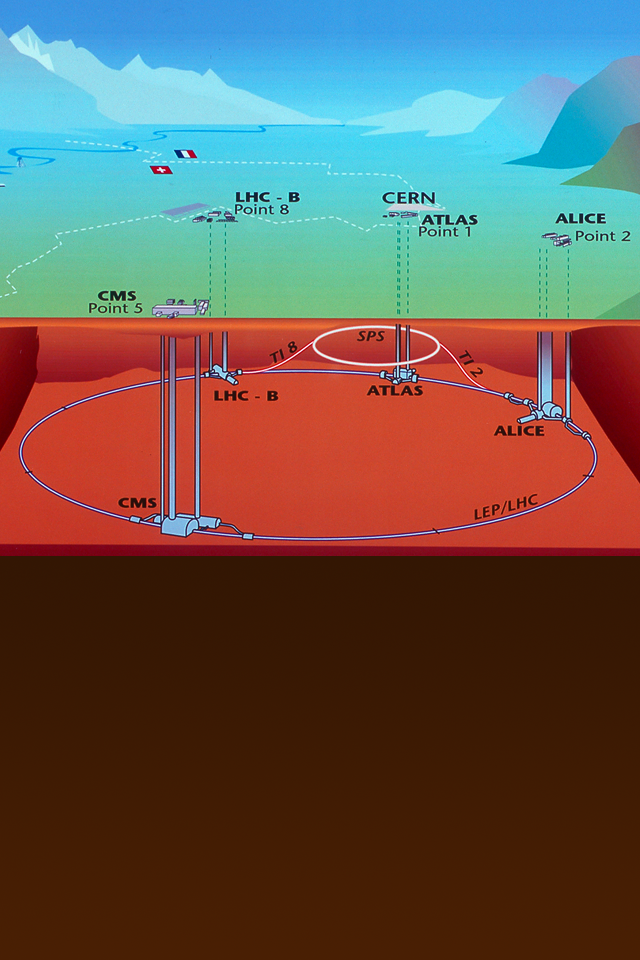 LHC - B
Point 8
CERN
ATLAS
Point 1
ALICE
Point 2
CMS
Point 5
SPS
TI 8
TI 2
LHC - B
ATLAS
ALICE
CMS
LEP/LHC